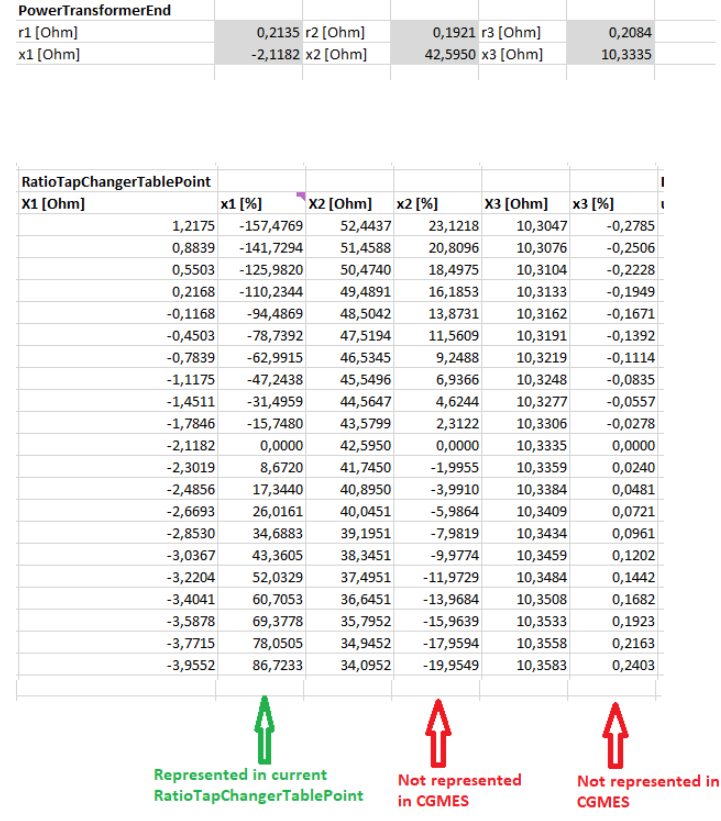 PowerTransformerEnd
r1 [Ohm] 0,2135 r2 [Ohm] 0,1921 r3 [Ohm] 0,2084
x1 [Ohm] -2,1182 x2 [Ohm] 42,5950 x3 [Ohm] 10,3335
RatioTapChangerTablePoint
X1 [Ohm] x1 [%] X2 [Ohm] x2 [%] X3 [Ohm] x3 [%]
1,2175 -157,4769 52,4437 23,1218 10,3047 -0,2785
0,8839 -141,7294 51,4588 20,8096 10,3076 -0,2506
0,5503 -125,9820 50,4740 18,4975 10,3104 -0,2228
0,2168 -110,2344 49,4891 16,1853 10,3133 -0,1949
-0,1168 -94,4869 48,5042 13,8731 10,3162 -0,1671
-0,4503 -78,7392 47,5194 11,5609 10,3191 -0,1392
-0,7839 -62,9915 46,5345 9,2488 10,3219 -0,1114
-1,1175 -47,2438 45,5496 6,9366 10,3248 -0,0835
-1,4511 -31,4959 44,5647 4,6244 10,3277 -0,0557
-1,7846 -15,7480 43,5799 2,3122 10,3306 -0,0278
-2,1182 0,0000 42,5950 0,0000 10,3335 0,0000
-2,3019 8,6720 41,7450 -1,9955 10,3359 0,0240
-2,4856 17,3440 40,8950 -3,9910 10,3384 0,0481
-2,6693 26,0161 40,0451 -5,9864 10,3409 0,0721
-2,8530 34,6883 39,1951 -7,9819 10,3434 0,0961
-3,0367 43,3605 38,3451 -9,9774 10,3459 0,1202
-3,2204 52,0329 37,4951 -11,9729 10,3484 0,1442
-3,4041 60,7053 36,6451 -13,9684 10,3508 0,1682
-3,5878 69,3778 35,7952 -15,9639 10,3533 0,1923
-3,7715 78,0505 34,9452 -17,9594 10,3558 0,2163
-3,9552 86,7233 34,0952 -19,9549 10,3583 0,2403
Represented in current
RatioTapChangerTablePoint
Not represented
in CGMES
Not represented in
CGMES